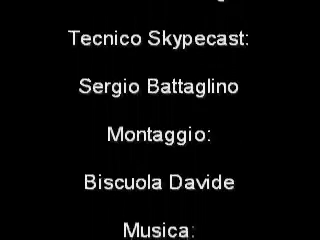 Tecnico Skypecast:
Sergio Battaglino
Montaggio:
Biscuola Davide
Musica: